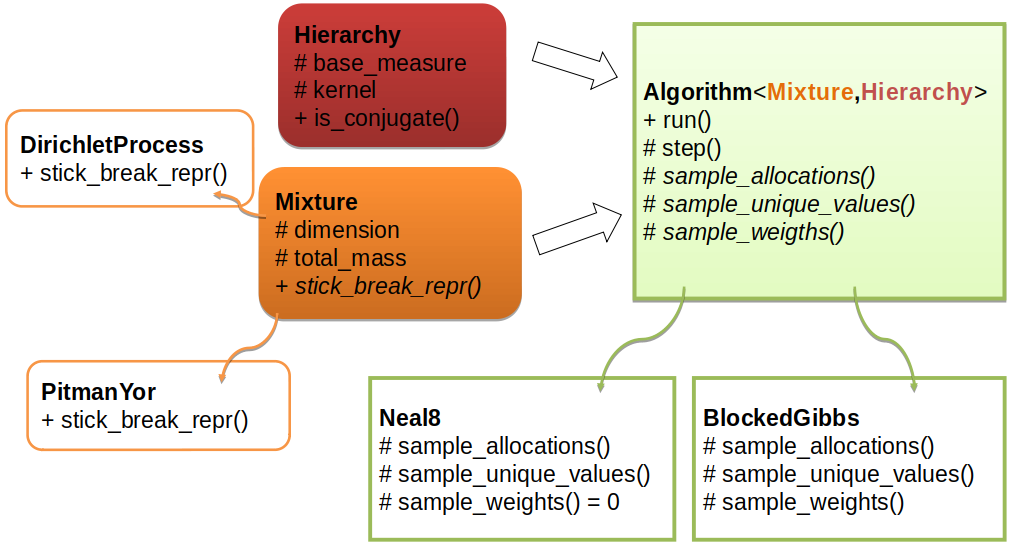 Hierarchy
# base_measure
# kernel
+ is_conjugate()
DirichletProcess
+ stick_break_repr()
Mixture
# dimension
# total_mass
+ stick_break_repr()
PitmanYor
+ stick_break_repr()
Algorithm<Mixture,Hierarchy>
+ run()
# step()
# sample_allocations()
# sample_unique_values()
# sample_weigths()
Neal8
# sample_allocations()
# sample_unique_values()
# sample_weights() = 0
BlockedGibbs
# sample_allocations()
# sample_unique_values()
# sample_weights()